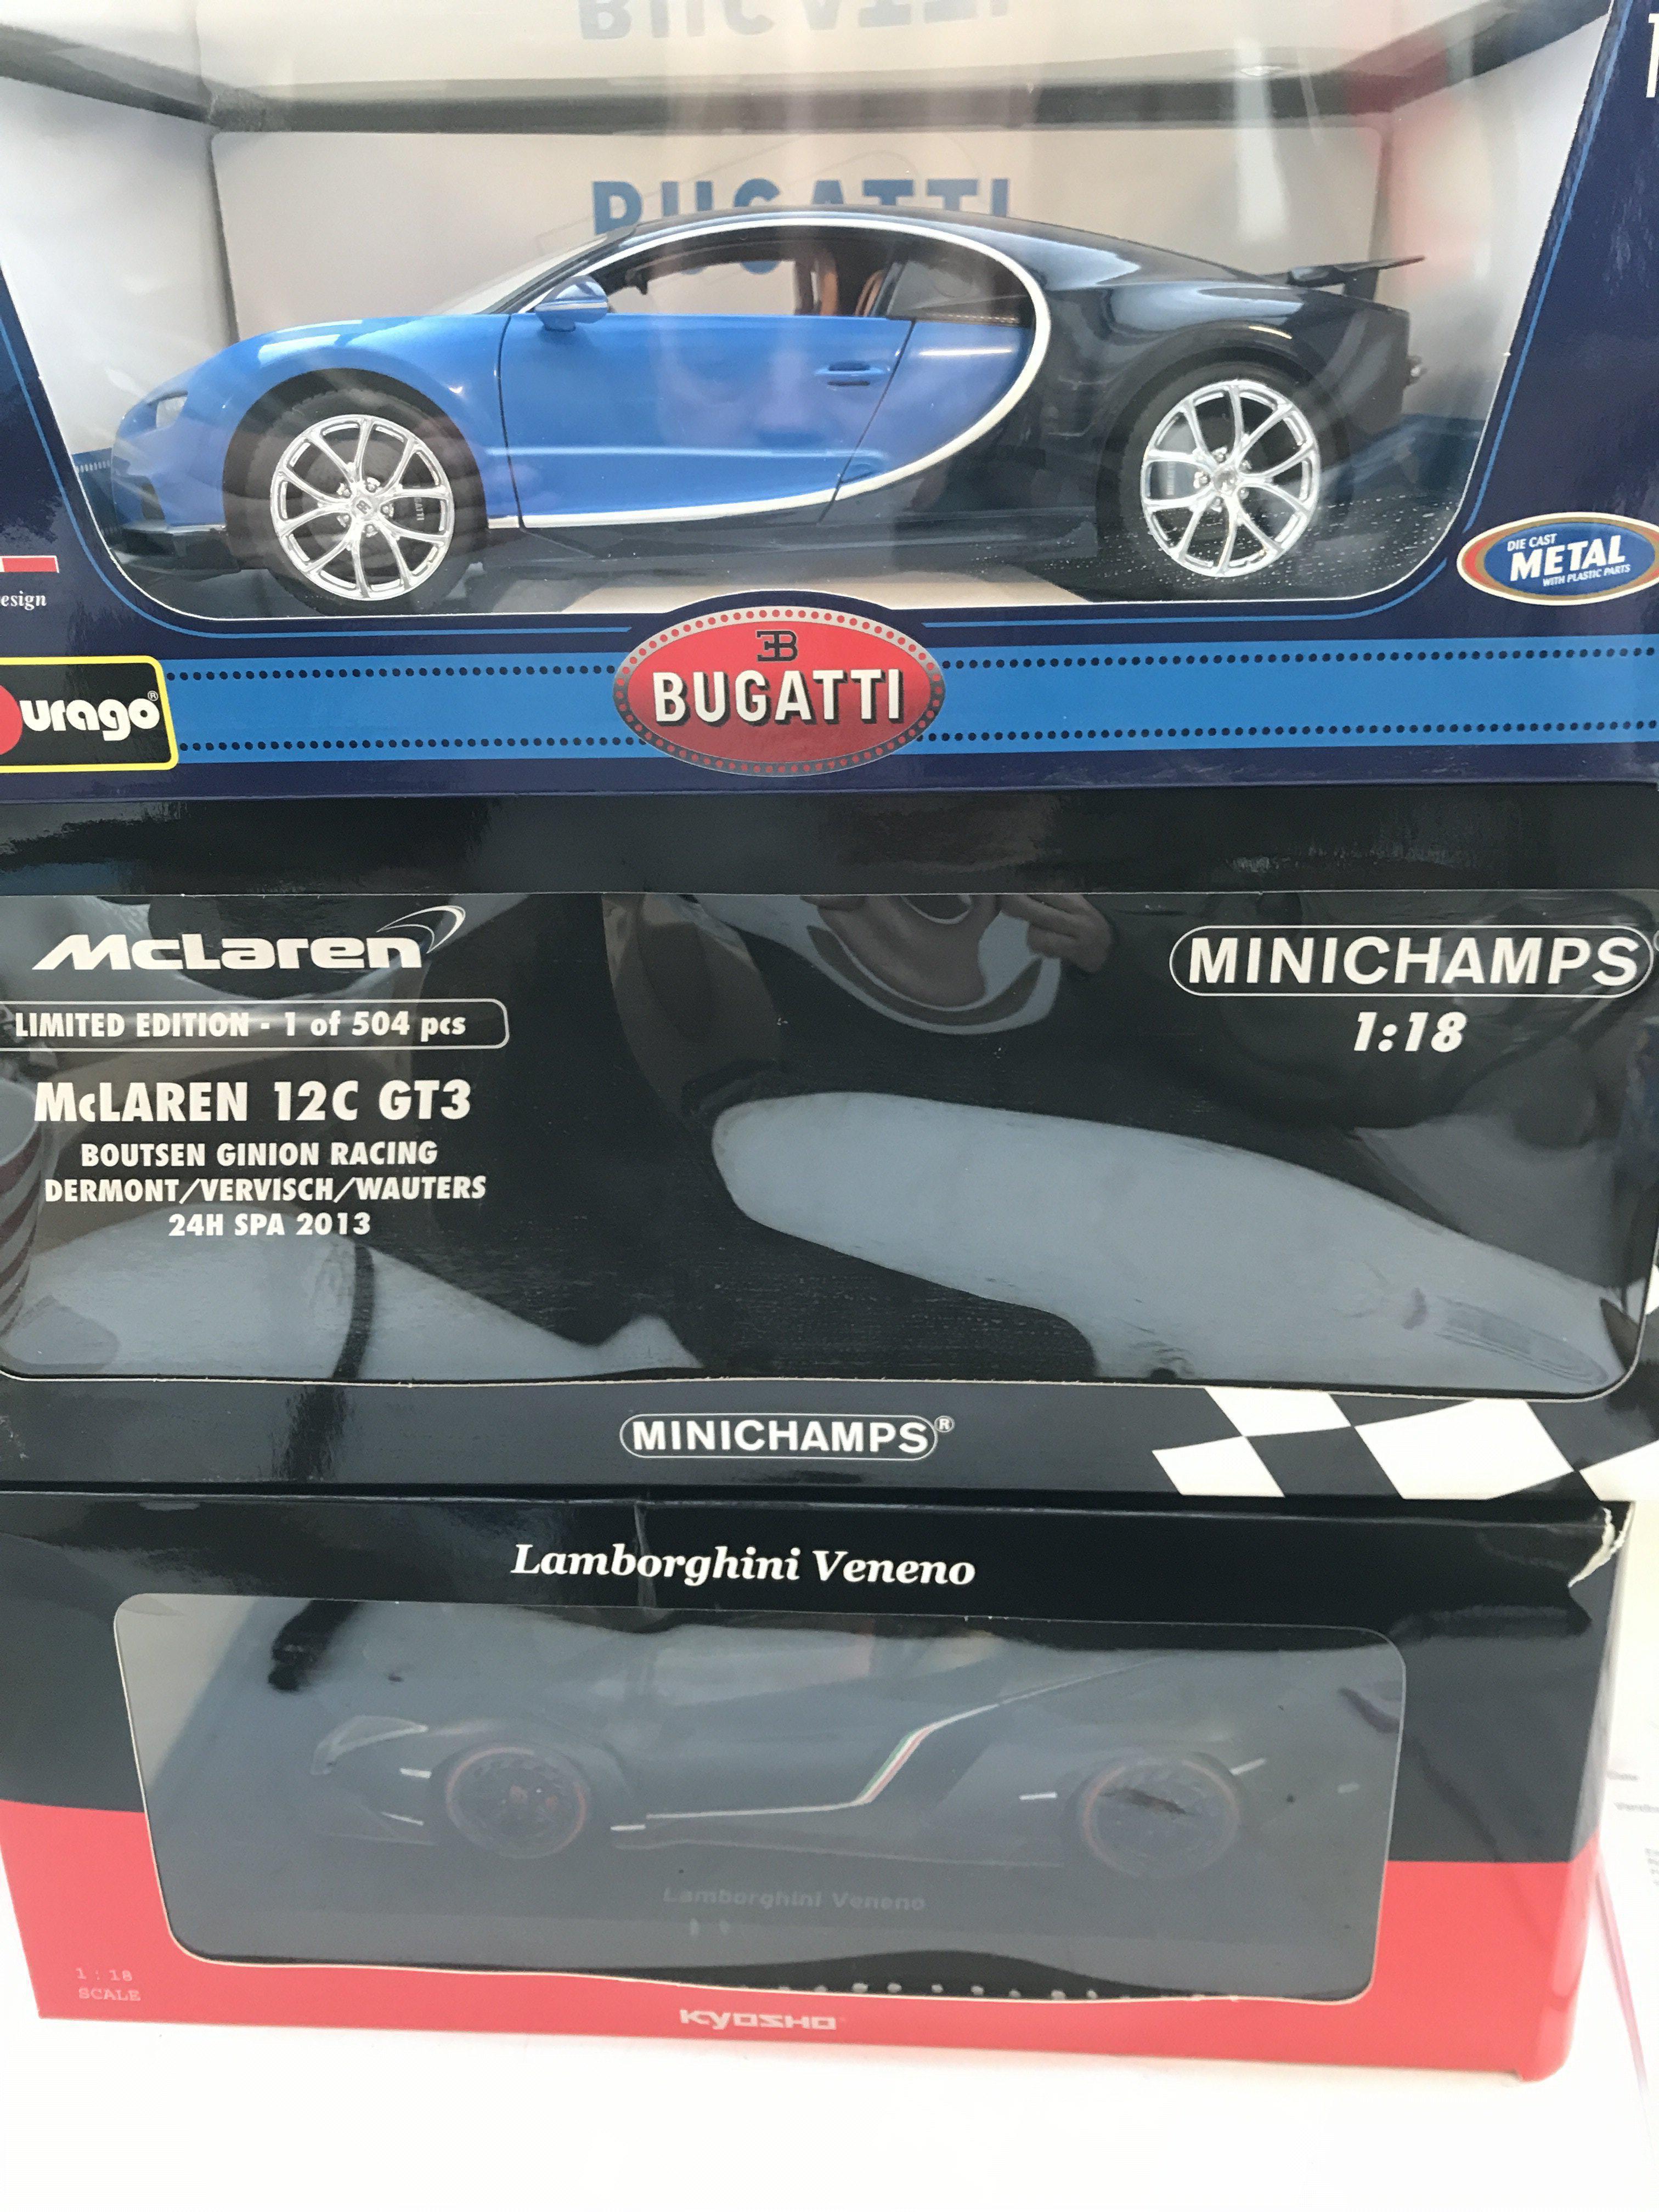 BUGATTI
BUGATTI
DIE CAST
METAL
WITH PLASTIC PARTS
esign
urago®
EB
BUGATTI
McLaren
LIMITED EDITION - 1 of 504 pcs
McLAREN 12C GT3
BOUTSEN GINION RACING
DERMONT/VERVISCH/WAUTERS
24H SPA 2013
MINICHAMPS
1:18
MINICHAMPS®
Lamborghini Veneno
Lamborghini Veneno
1:18
SCALE
KYOSHO